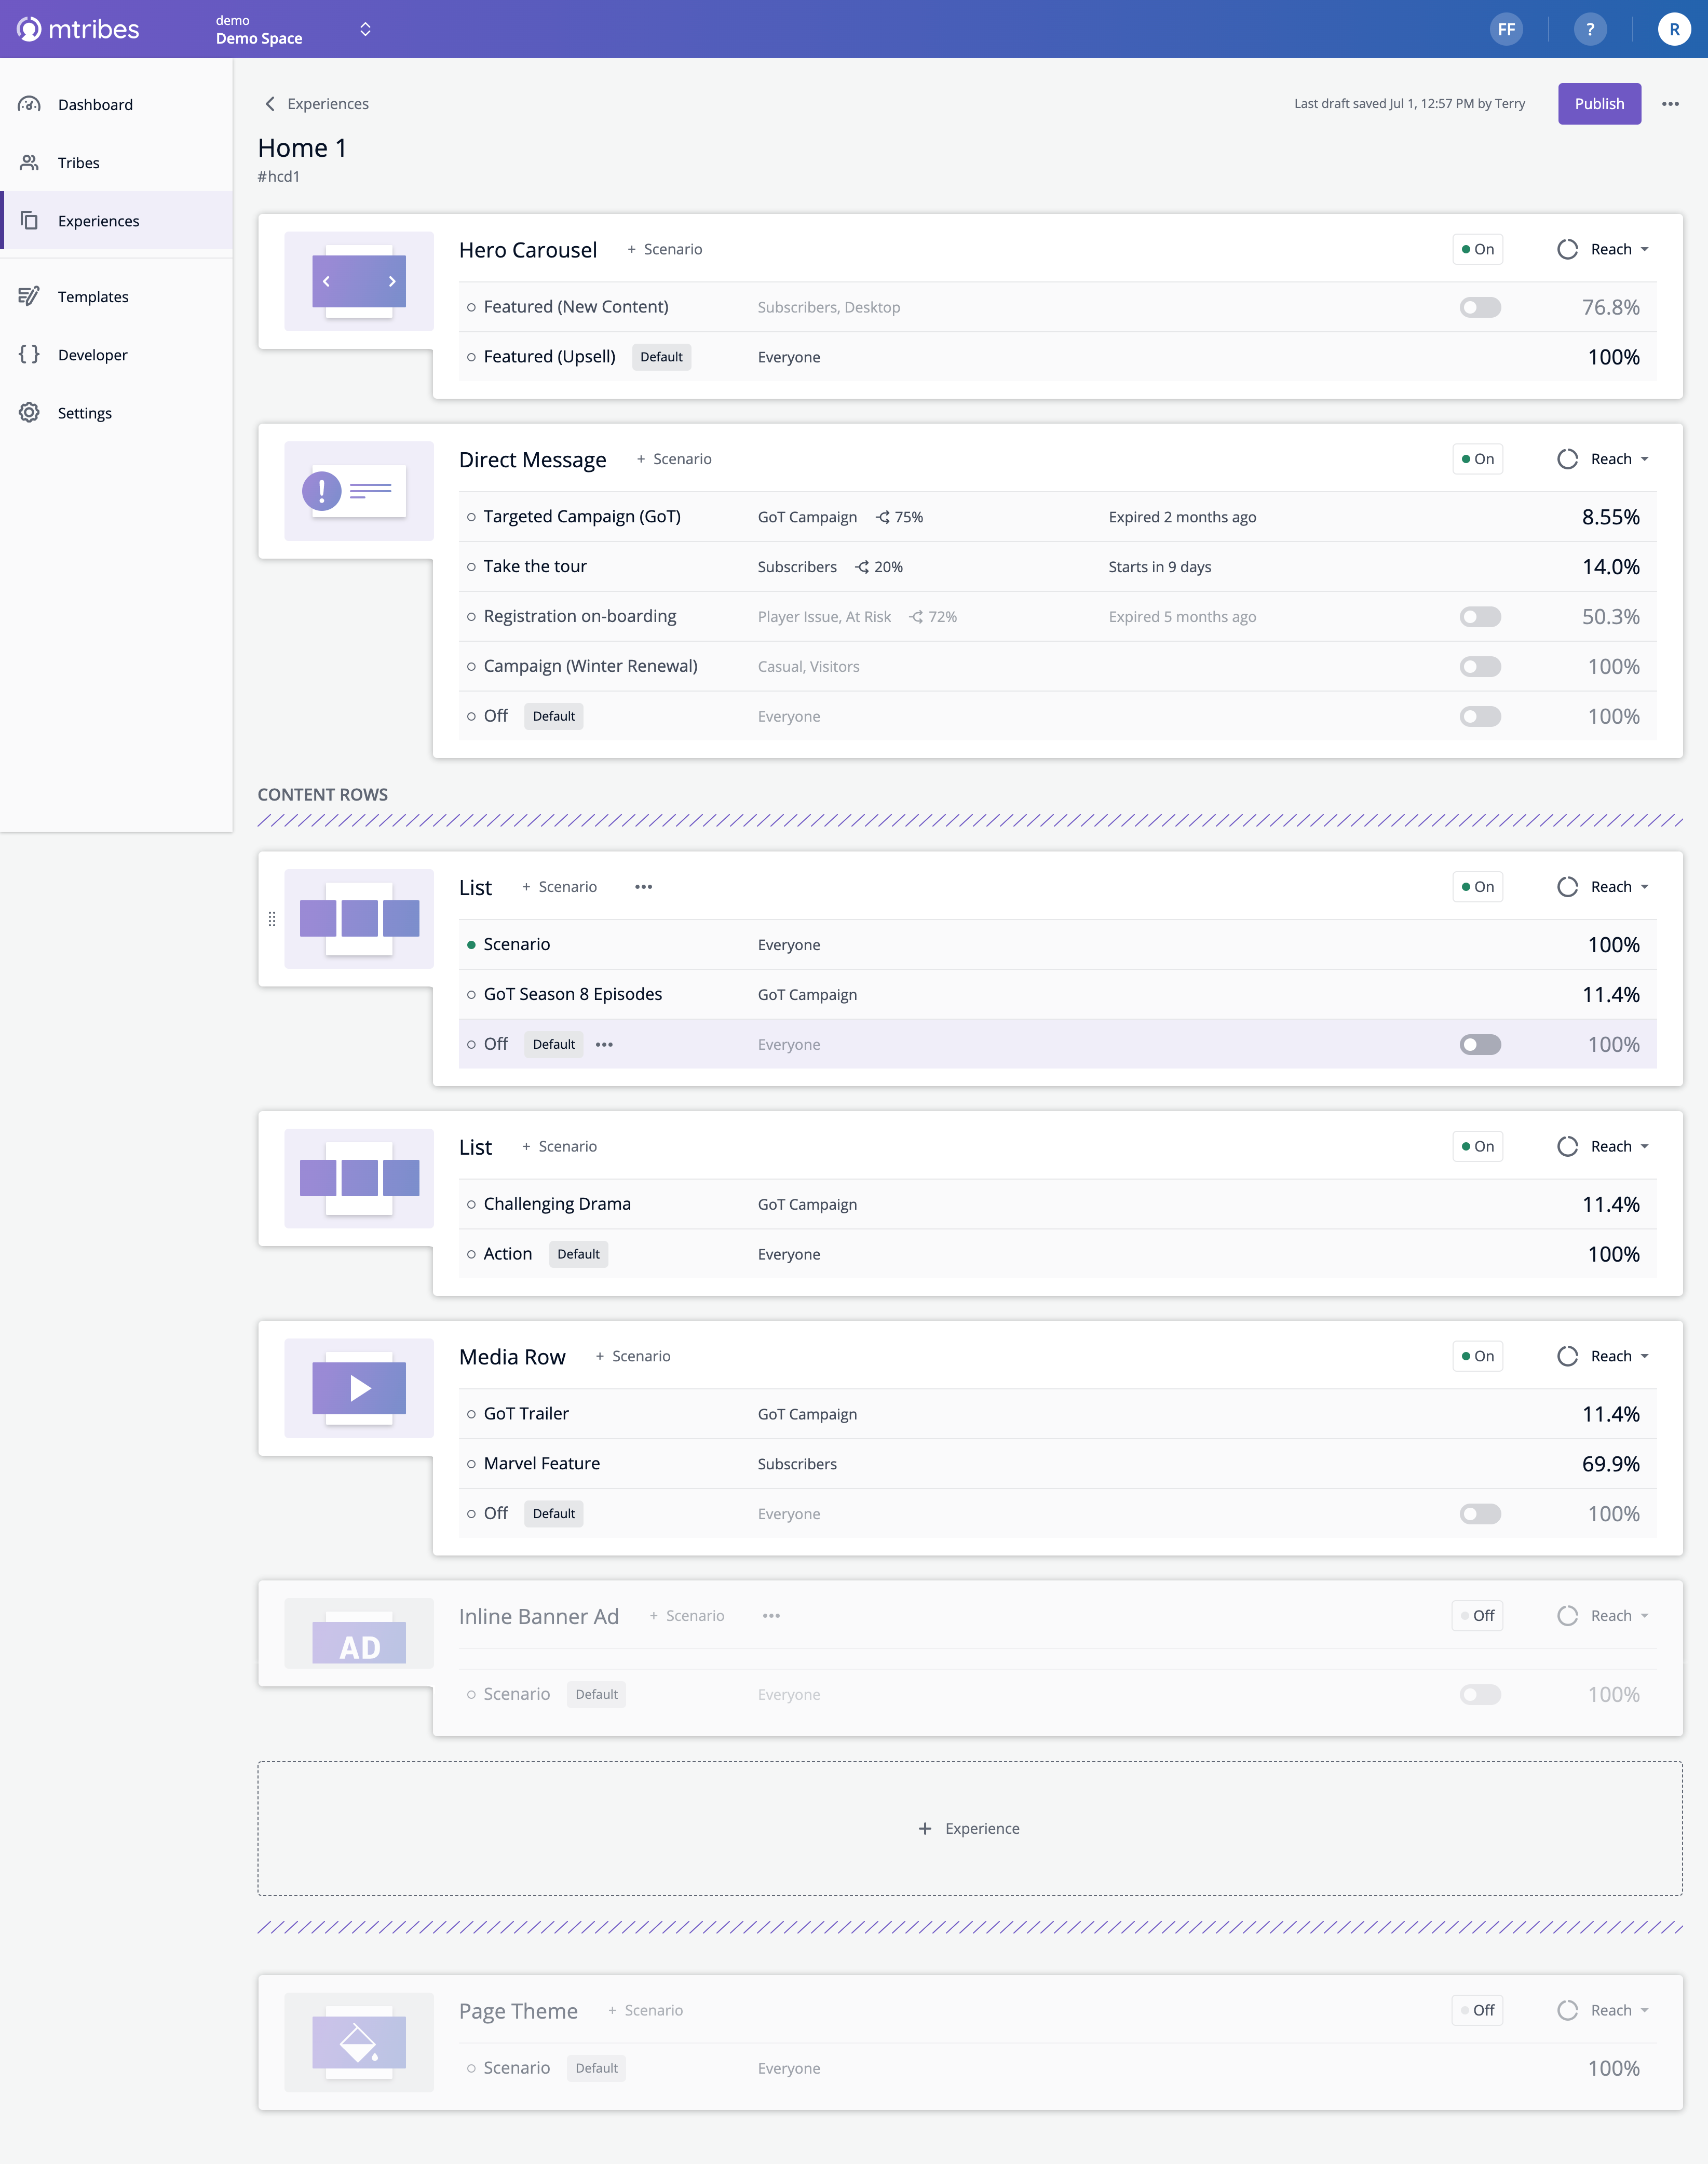 mtribes
demo
Demo Space
FF
?
R
Dashboard
Tribes
Experiences
Templates
Developer
Settings
Experiences
Last draft saved Jul 1, 12:57 PM by Terry
Publish
Home 1
#hcd1
Hero Carousel + Scenario On Reach
Featured (New Content) Subscribers, Desktop 76.8%
Featured (Upsell) Default Everyone 100%
Direct Message + Scenario On Reach
Targeted Campaign (GoT) GoT Campaign 75% Expired 2 months ago 8.55%
Take the tour Subscribers 20% Starts in 9 days 14.0%
Registration on-boarding Player Issue, At Risk 72% Expired 5 months ago 50.3%
Campaign (Winter Renewal) Casual, Visitors 100%
Off Default Everyone 100%
CONTENT ROWS
List + Scenario ••• On Reach
Scenario Everyone 100%
GoT Season 8 Episodes GoT Campaign 11.4%
Off Default ••• Everyone 100%
List + Scenario On Reach
Challenging Drama GoT Campaign 11.4%
Action Default Everyone 100%
Media Row + Scenario On Reach
GoT Trailer GoT Campaign 11.4%
Marvel Feature Subscribers 69.9%
Off Default Everyone 100%
Inline Banner Ad + Scenario ••• Off Reach
AD
Scenario Default Everyone 100%
+ Experience
Page Theme + Scenario Off Reach
Scenario Default Everyone 100%